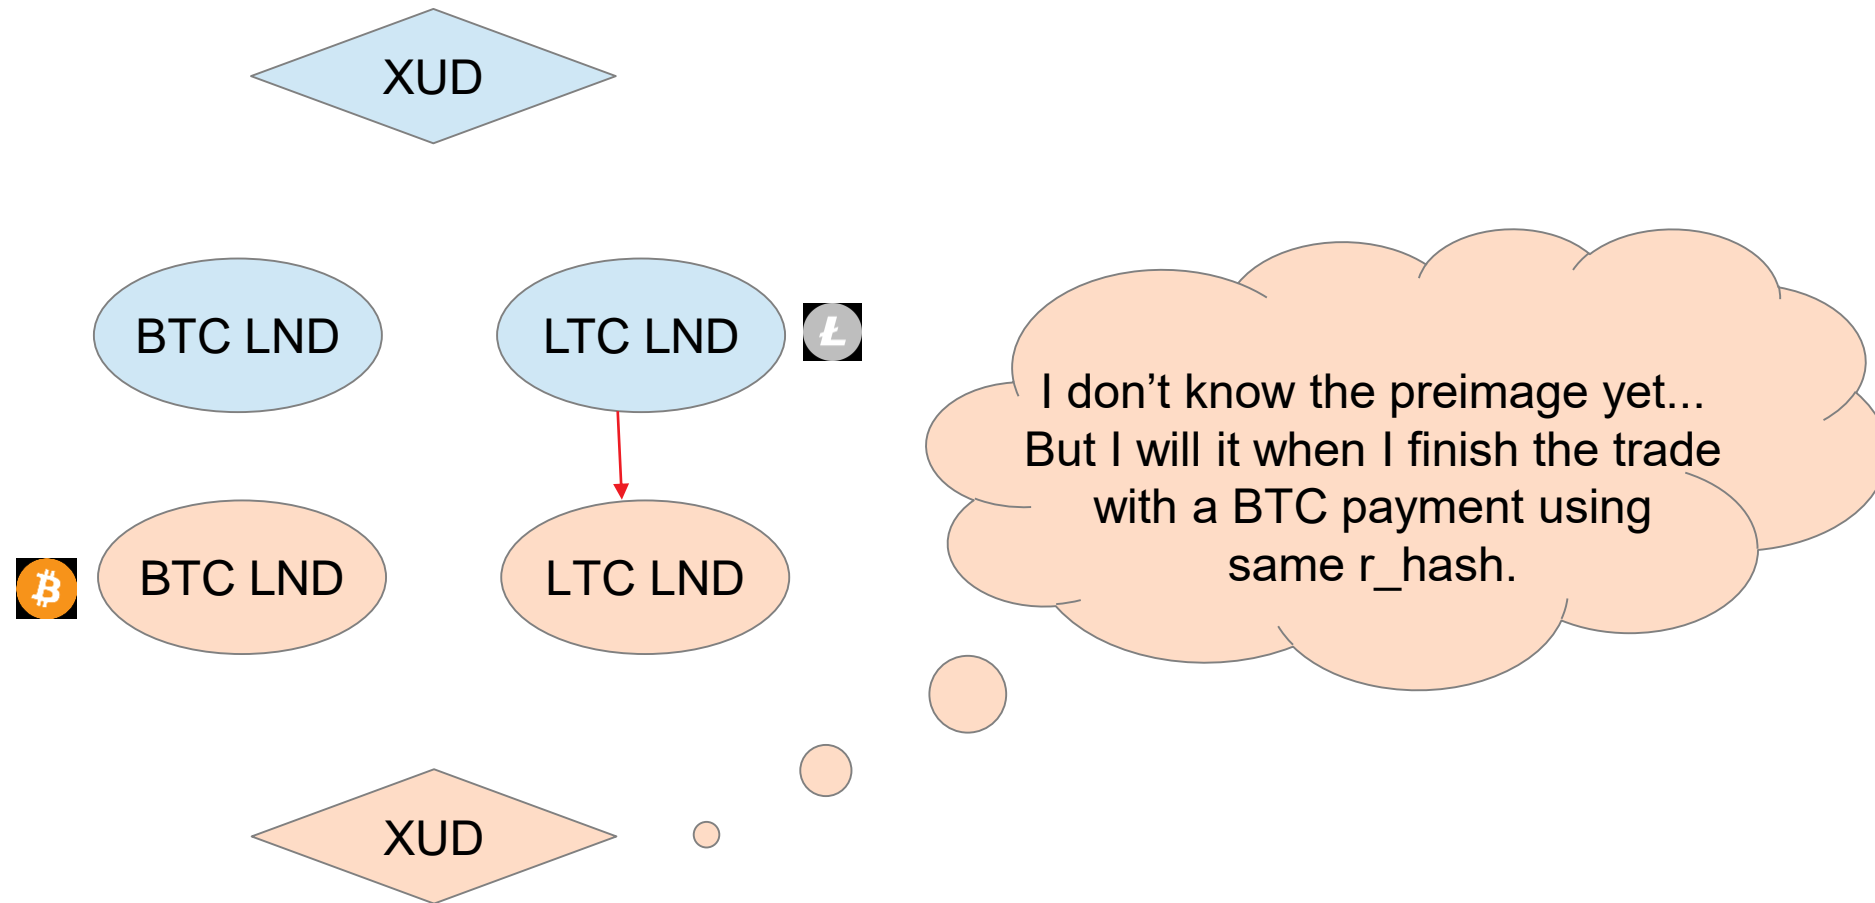 XUD
BTC LND
LTC LND
I don’t know the preimage yet...
But I will it when I finish the trade
with a BTC payment using
same r_hash.
BTC LND
LTC LND
XUD